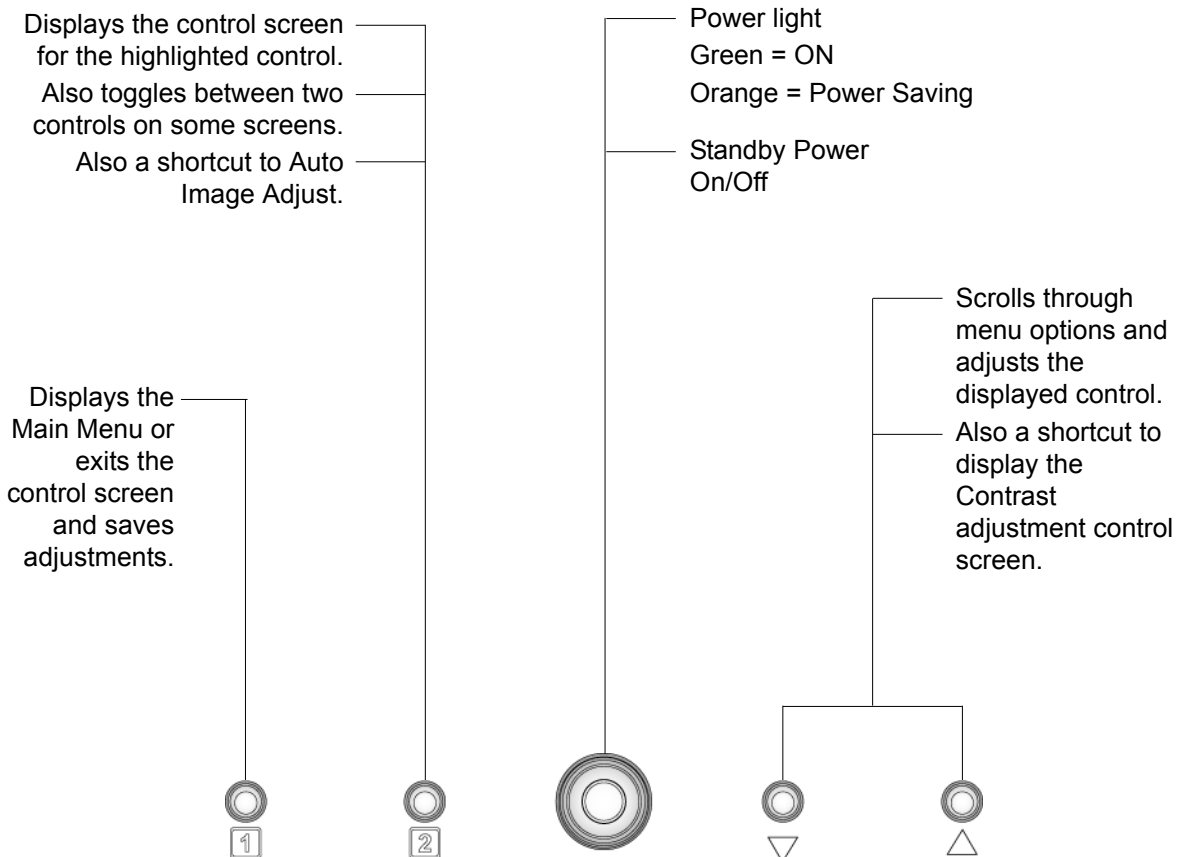 Displays the control screen
for the highlighted control.
Also toggles between two
controls on some screens.
Also a shortcut to Auto
Image Adjust.
Power light
Green = ON
Orange = Power Saving
Standby Power
On/Off
Scrolls through
menu options and
adjusts the
displayed control.
Also a shortcut to
display the
Contrast
adjustment control
screen.
Displays the
Main Menu or
exits the
control screen
and saves
adjustments.
1
2